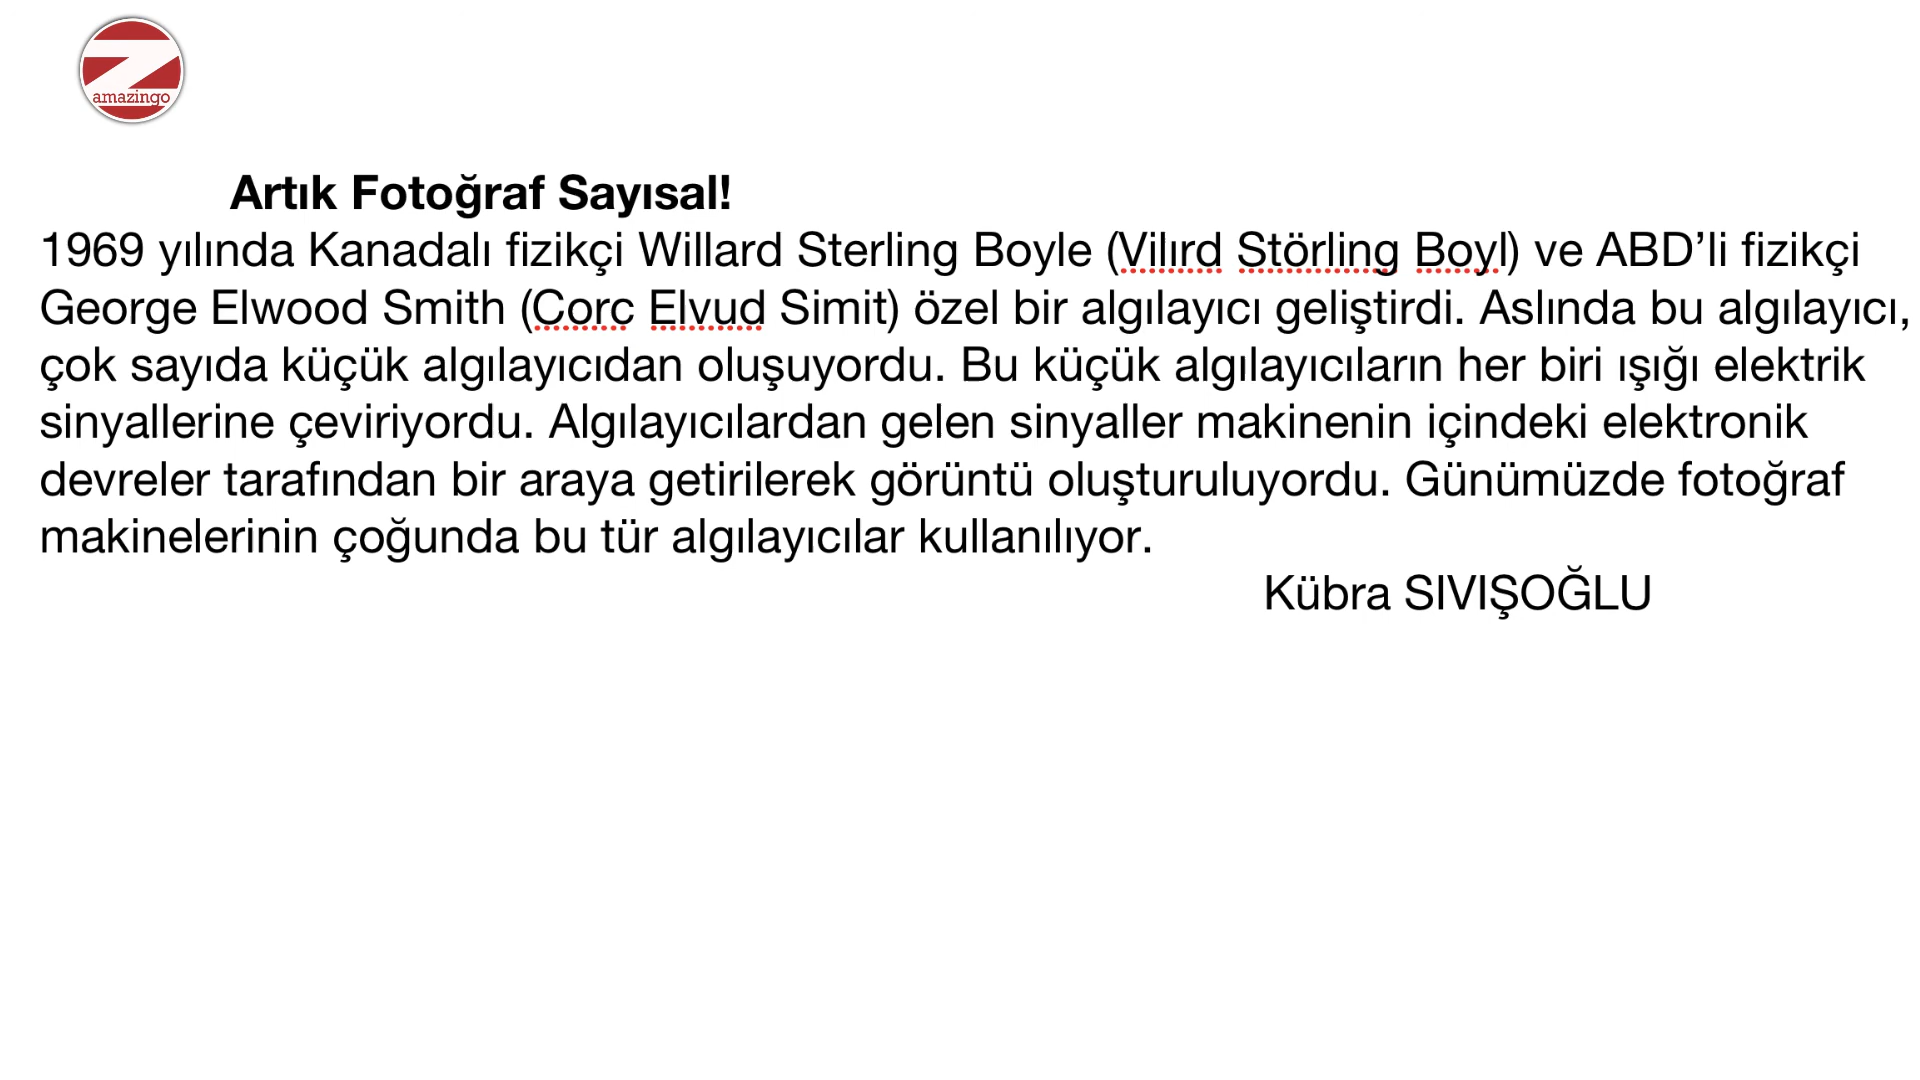 amazingo
Artık Fotoğraf Sayısal!
1969 yılında Kanadalı fizikçi Willard Sterling Boyle (Vilırd Störling Boyl) ve ABD’li fizikçi
George Elwood Smith (Corc Elvud Simit) özel bir algılayıcı geliştirdi. Aslında bu algılayıcı,
çok sayıda küçük algılayıcıdan oluşuyordu. Bu küçük algılayıcıların her biri ışığı elektrik
sinyallerine çeviriyordu. Algılayıcılardan gelen sinyaller makinenin içindeki elektronik
devreler tarafından bir araya getirilerek görüntü oluşturuluyordu. Günümüzde fotoğraf
makinelerinin çoğunda bu tür algılayıcılar kullanılıyor.
Kübra SIVIŞOĞLU